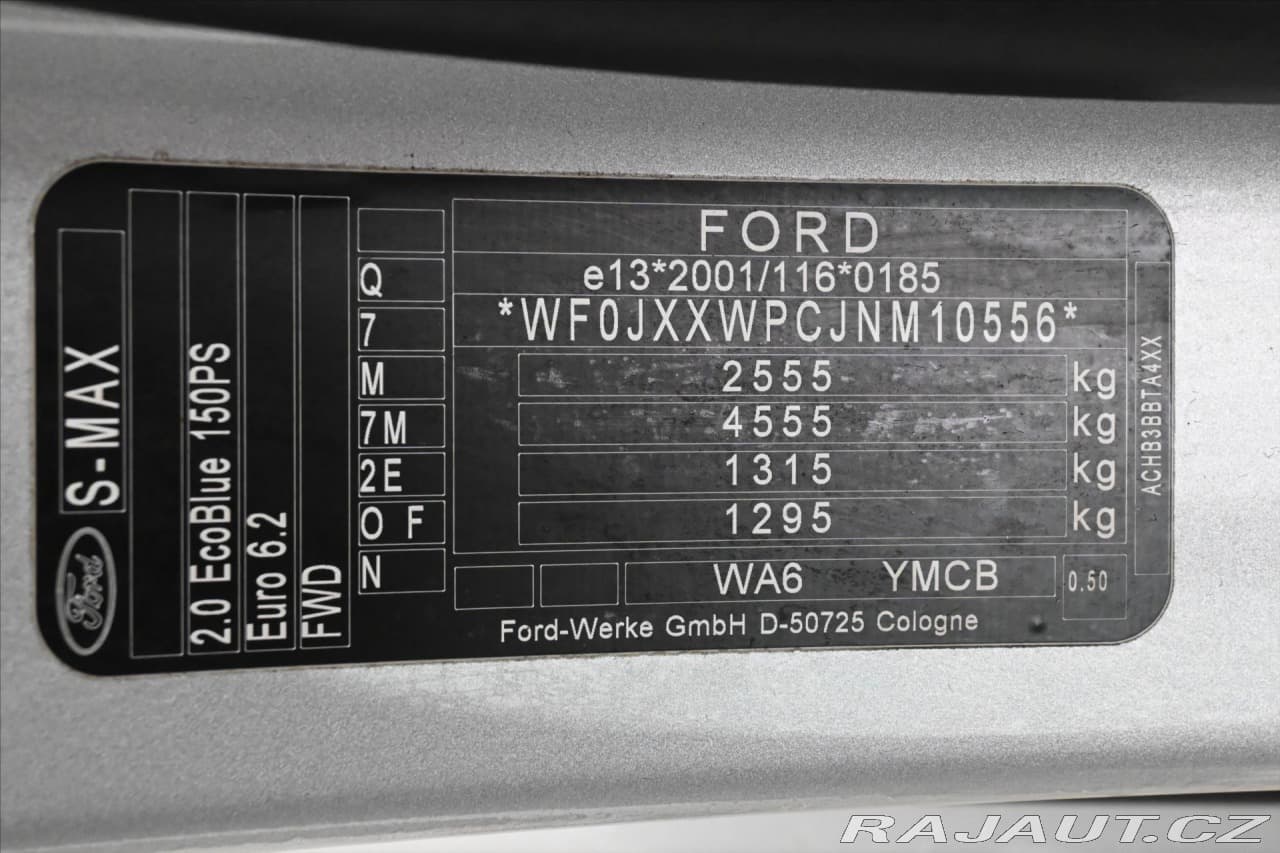 FORD
e13*2001/116*0185
*WF0JXXWPCJNM10556*
2555 kg
4555 kg
1315 kg
1295 kg
WA6 YMCB 0.50
Ford-Werke GmbH D-50725 Cologne
Q
7
M
7M
2E
O F
N
Ford
S-MAX
2.0 EcoBlue 150PS
Euro 6.2
FWD
ACHB3BBTA4XX
RAJAUT.CZ